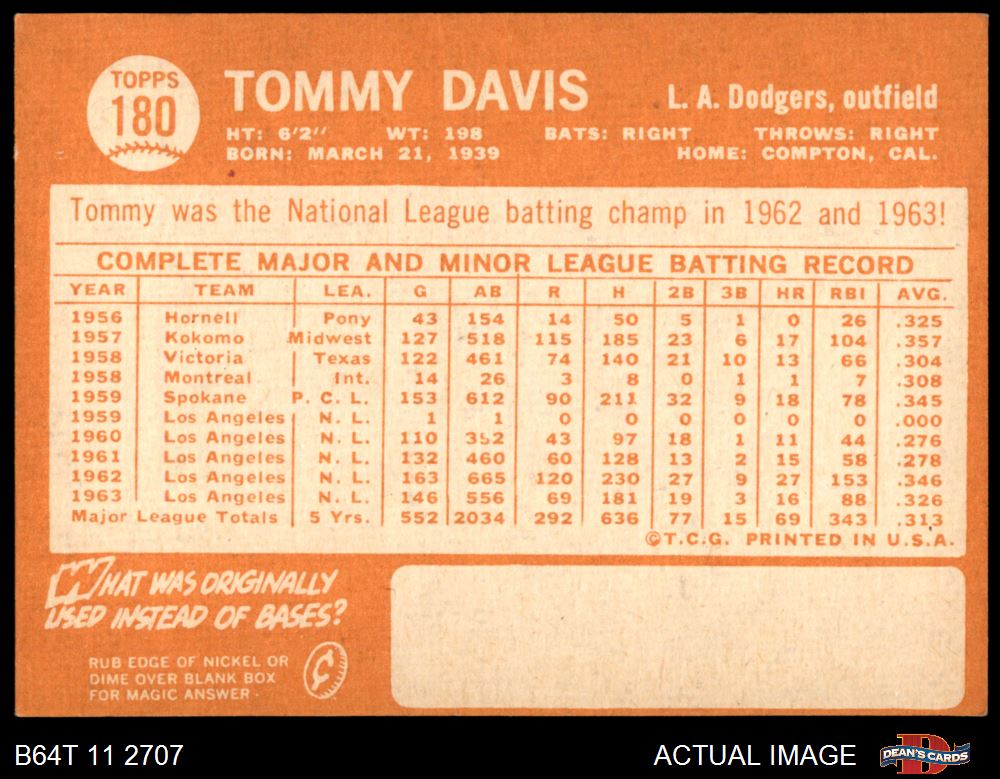 TOPPS
180
TOMMY DAVIS
L. A. Dodgers, outfield
HT: 6'2" WT: 198 BATS: RIGHT THROWS: RIGHT
BORN: MARCH 21, 1939 HOME: COMPTON, CAL.
Tommy was the National League batting champ in 1962 and 1963!
COMPLETE MAJOR AND MINOR LEAGUE BATTING RECORD
YEAR TEAM LEA. G AB R H 2B 3B HR RBI AVG.
1956 Hornell Pony 43 154 14 50 5 1 0 26 .325
1957 Kokomo Midwest 127 518 115 185 23 6 17 104 .357
1958 Victoria Texas 122 461 74 140 21 10 13 66 .304
1958 Montreal Int. 14 26 3 8 0 1 1 7 .308
1959 Spokane P. C. L. 153 612 90 211 32 9 18 78 .345
1959 Los Angeles N. L. 1 1 0 0 0 0 0 0 .000
1960 Los Angeles N. L. 110 352 43 97 18 1 11 44 .276
1961 Los Angeles N. L. 132 460 60 128 13 2 15 58 .278
1962 Los Angeles N. L. 163 665 120 230 27 9 27 153 .346
1963 Los Angeles N. L. 146 556 69 181 19 3 16 88 .326
Major League Totals 5 Yrs. 552 2034 292 636 77 15 69 343 .313
©T.C.G. PRINTED IN U.S.A.
WHAT WAS ORIGINALLY
USED INSTEAD OF BASES?
RUB EDGE OF NICKEL OR
DIME OVER BLANK BOX
FOR MAGIC ANSWER.
¢
B64T 11 2707
ACTUAL IMAGE
D
DEAN'S CARDS